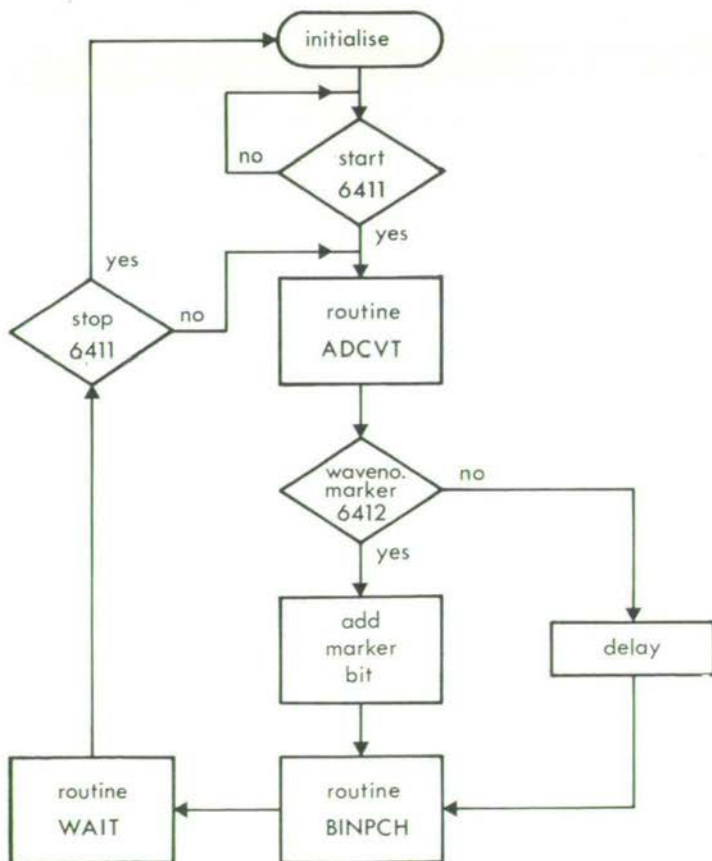 initialise
start
6411
no
yes
routine
ADCVT
yes
stop
6411
no
waveno.
marker
6412
no
yes
add
marker
bit
delay
routine
WAIT
routine
BINPCH